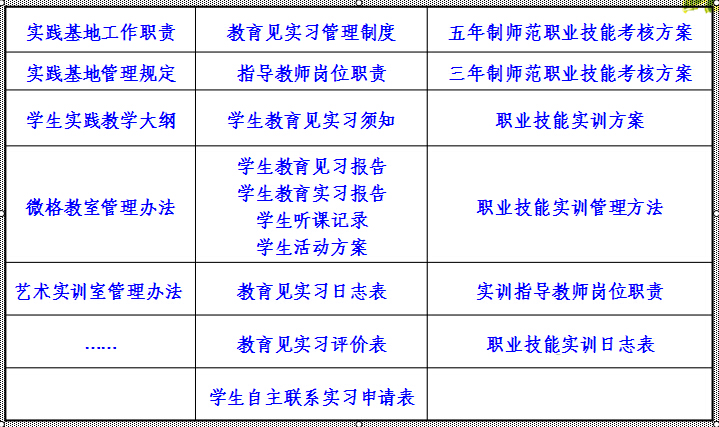 实践基地工作职责
教育见实习管理制度
五年制师范职业技能考核方案
实践基地管理规定
指导教师岗位职责
三年制师范职业技能考核方案
学生实践教学大纲
学生教育见实习须知
职业技能实训方案
微格教室管理办法
学生教育见习报告
学生教育实习报告
学生听课记录
学生活动方案
职业技能实训管理方法
艺术实训室管理办法
教育见实习日志表
实训指导教师岗位职责
……
教育见实习评价表
职业技能实训日志表
学生自主联系实习申请表